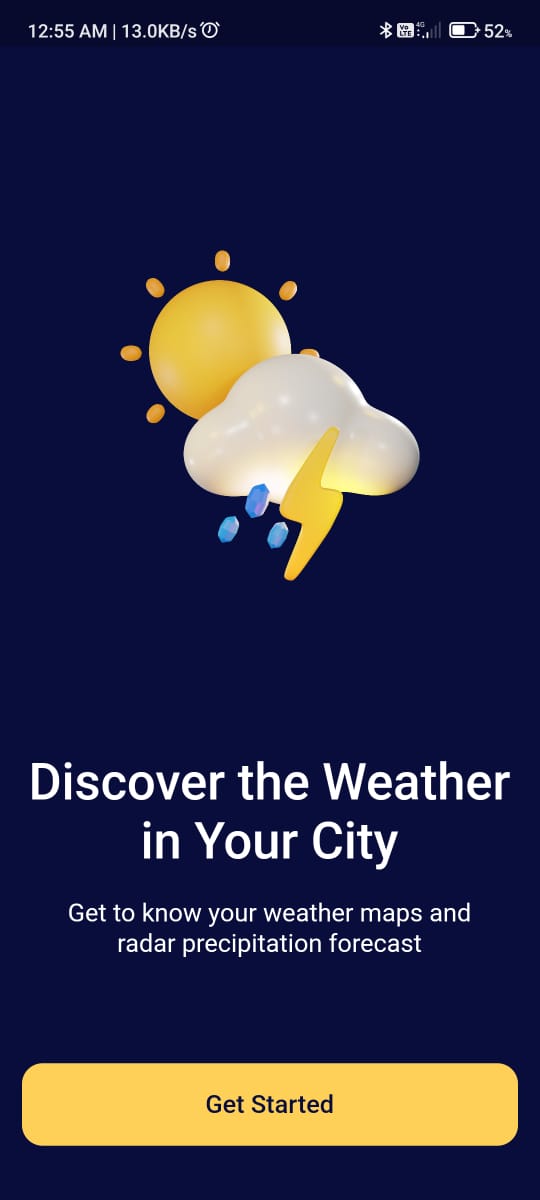 12:55 AM | 13.0KB/s
Vo LTE 4G 52%
Discover the Weather
in Your City
Get to know your weather maps and
radar precipitation forecast
Get Started